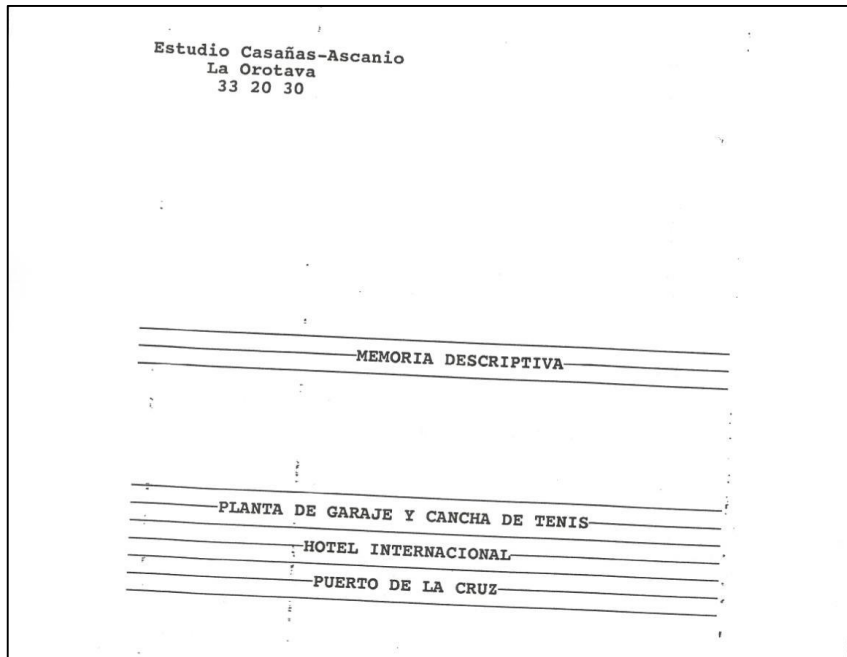 Estudio Casañas-Ascanio
La Orotava
33 20 30
MEMORIA DESCRIPTIVA
PLANTA DE GARAJE Y CANCHA DE TENIS
HOTEL INTERNACIONAL
PUERTO DE LA CRUZ